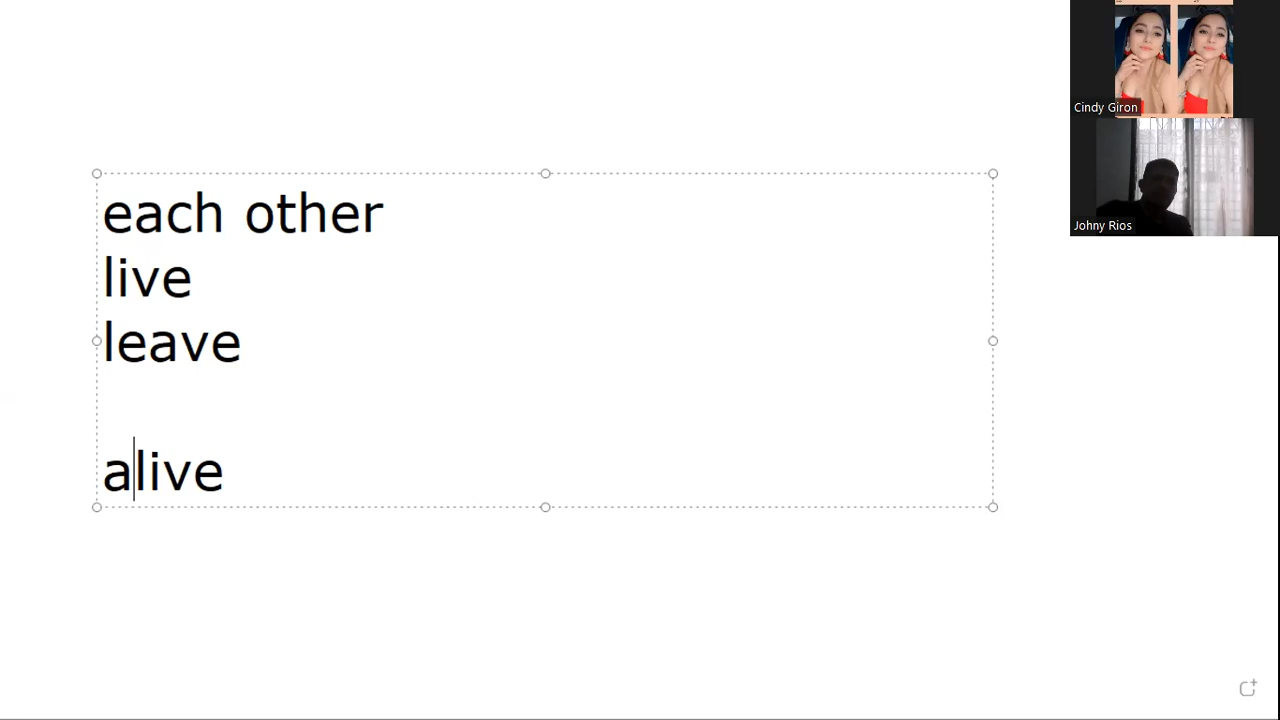 each other
live
leave
alive
Cindy Giron
Johny Rios